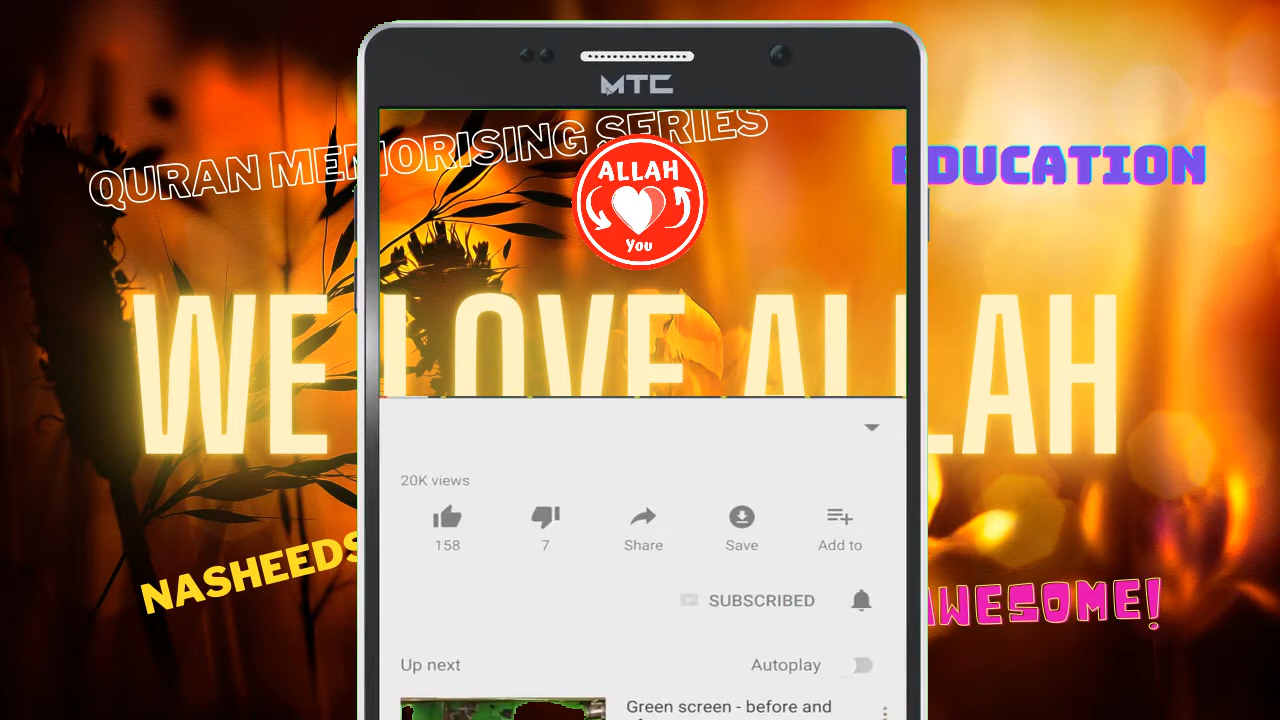 MTC
QURAN MEMORISING SERIES
ALLAH
You
EDUCATION
WE LOVE ALLAH
20K views
158
7
Share
Save
Add to
NASHEEDS
SUBSCRIBED
AWESOME!
Up next
Autoplay
Green screen - before and